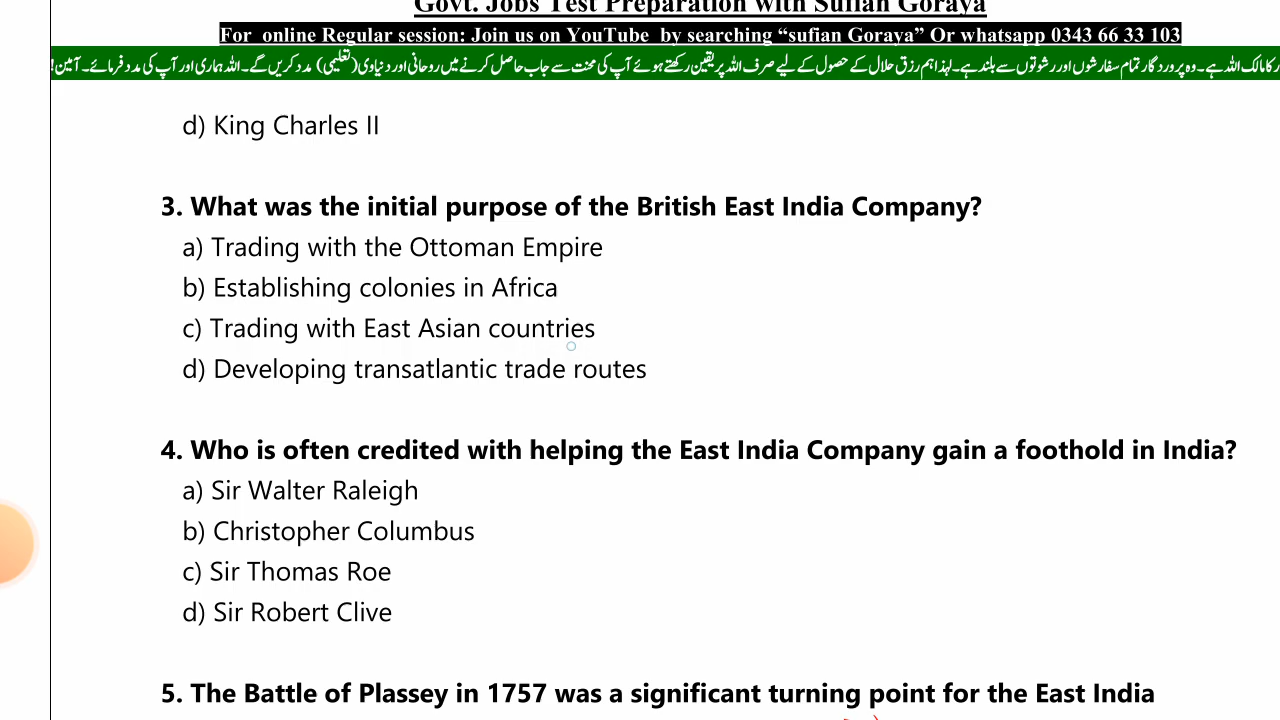 Govt. Jobs Test Preparation with Sufian Goraya
For online Regular session: Join us on YouTube by searching “sufian Goraya” Or whatsapp 0343 66 33 103
رکا مالک اللہ ہے۔ وہ پروردگار تمام سفارشوں اور رشوتوں سے بلند ہے۔ لہذا ہم رزق حلال کے حصول کے لیے صرف اللہ پر یقین رکھتے ہوئے آپ کی محنت سے جاب حاصل کرنے میں روحانی اور دنیاوی (تعلیمی) مدد کریں گے۔ اللہ ہماری اور آپ کی مدد فرمائے۔ آمین!
d) King Charles II
3. What was the initial purpose of the British East India Company?
a) Trading with the Ottoman Empire
b) Establishing colonies in Africa
c) Trading with East Asian countries
d) Developing transatlantic trade routes
4. Who is often credited with helping the East India Company gain a foothold in India?
a) Sir Walter Raleigh
b) Christopher Columbus
c) Sir Thomas Roe
d) Sir Robert Clive
5. The Battle of Plassey in 1757 was a significant turning point for the East India